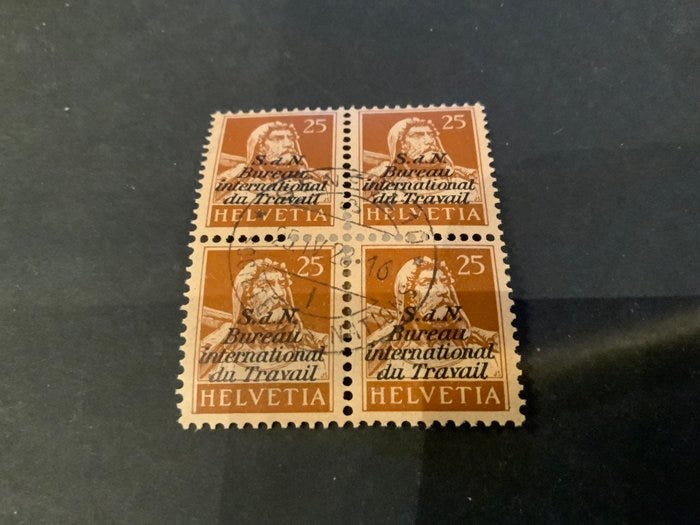 25
S.d.N.
Bureau
international
du Travail
HELVETIA
25
S.d.N.
Bureau
international
du Travail
HELVETIA
25
S.d.N.
Bureau
international
du Travail
HELVETIA
25
S.d.N.
Bureau
international
du Travail
HELVETIA